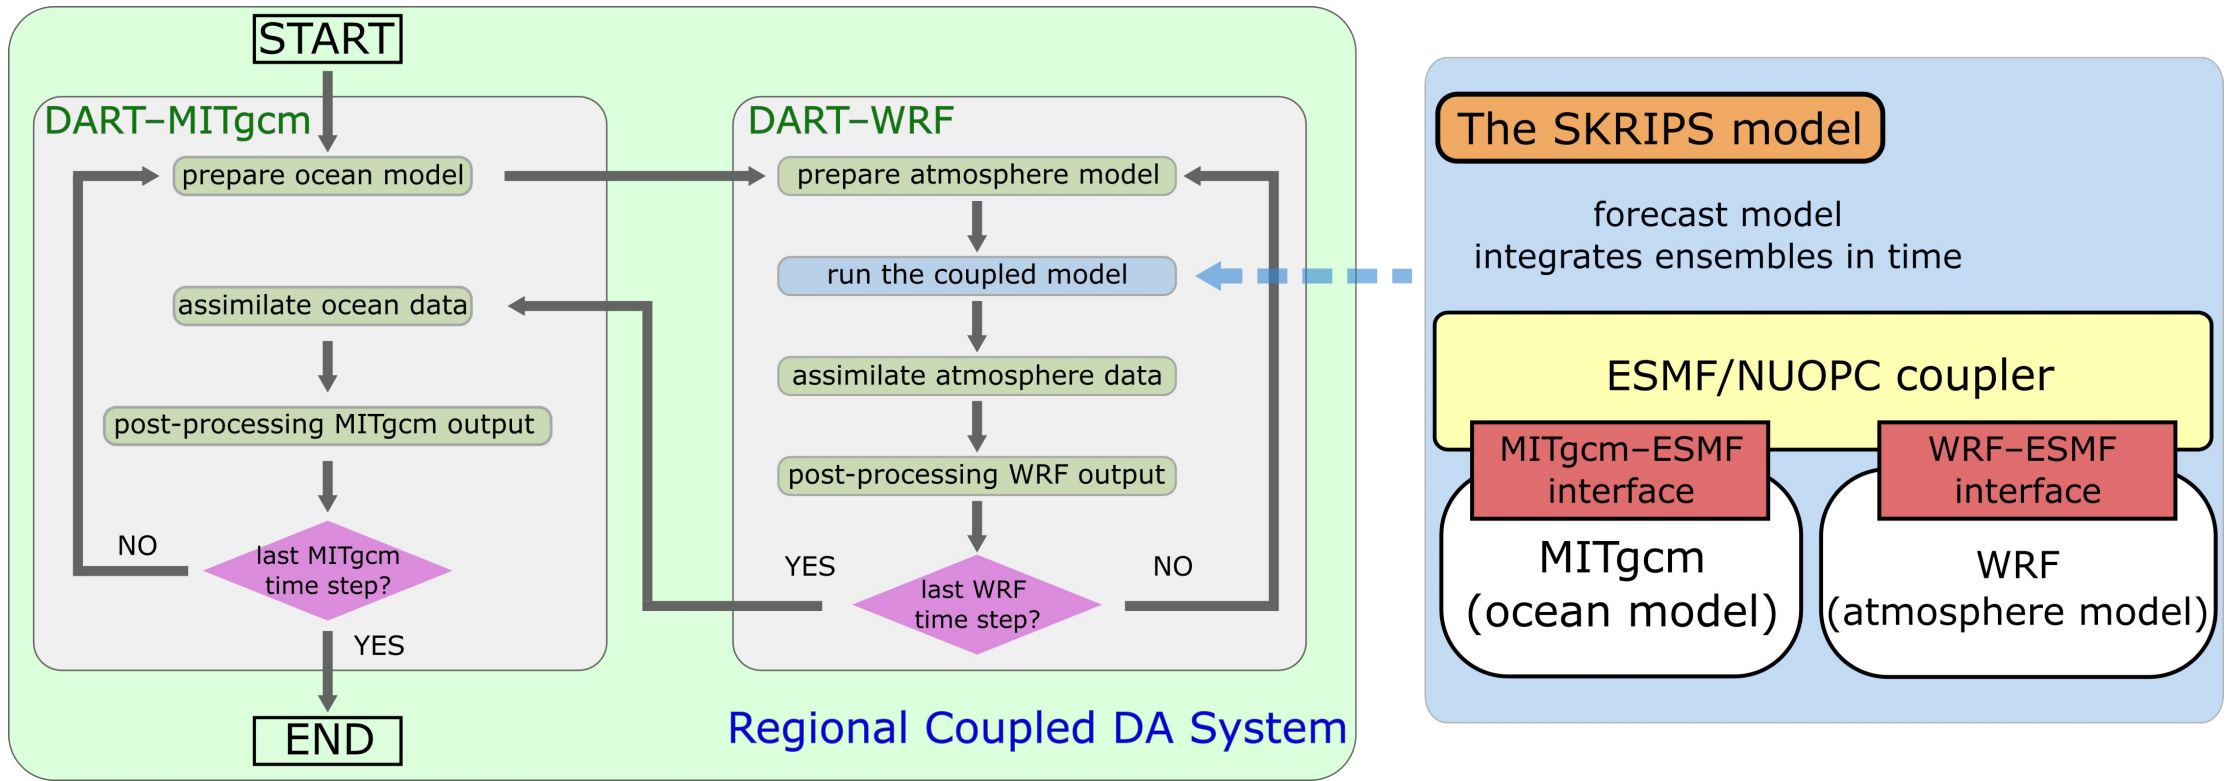 START
DART–MITgcm
prepare ocean model
assimilate ocean data
post-processing MITgcm output
last MITgcm
time step?
NO
YES
END
DART–WRF
prepare atmosphere model
run the coupled model
assimilate atmosphere data
post-processing WRF output
last WRF
time step?
YES
NO
Regional Coupled DA System
The SKRIPS model
forecast model
integrates ensembles in time
ESMF/NUOPC coupler
MITgcm–ESMF
interface
MITgcm
(ocean model)
WRF–ESMF
interface
WRF
(atmosphere model)